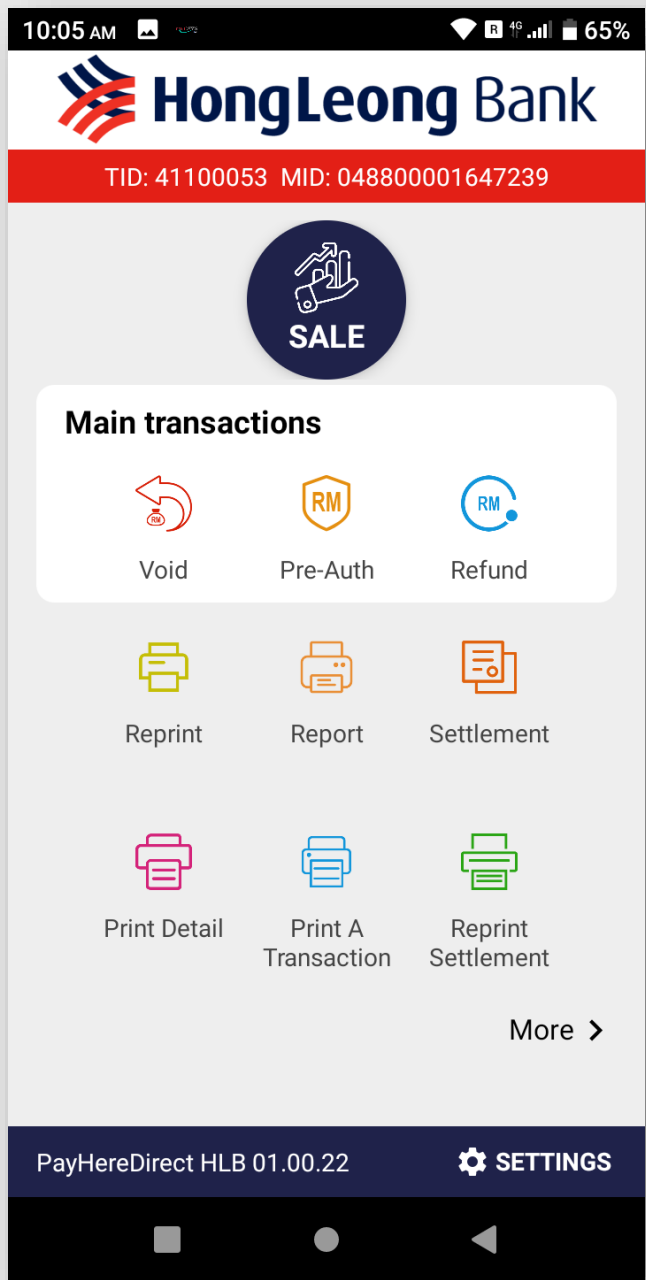 10:05 AM R 4G 65%
HongLeong Bank
TID: 41100053 MID: 048800001647239
SALE
Main transactions
RM RM RM
Void Pre-Auth Refund
Reprint Report Settlement
Print Detail Print A Reprint
Transaction Settlement
More
PayHereDirect HLB 01.00.22 SETTINGS